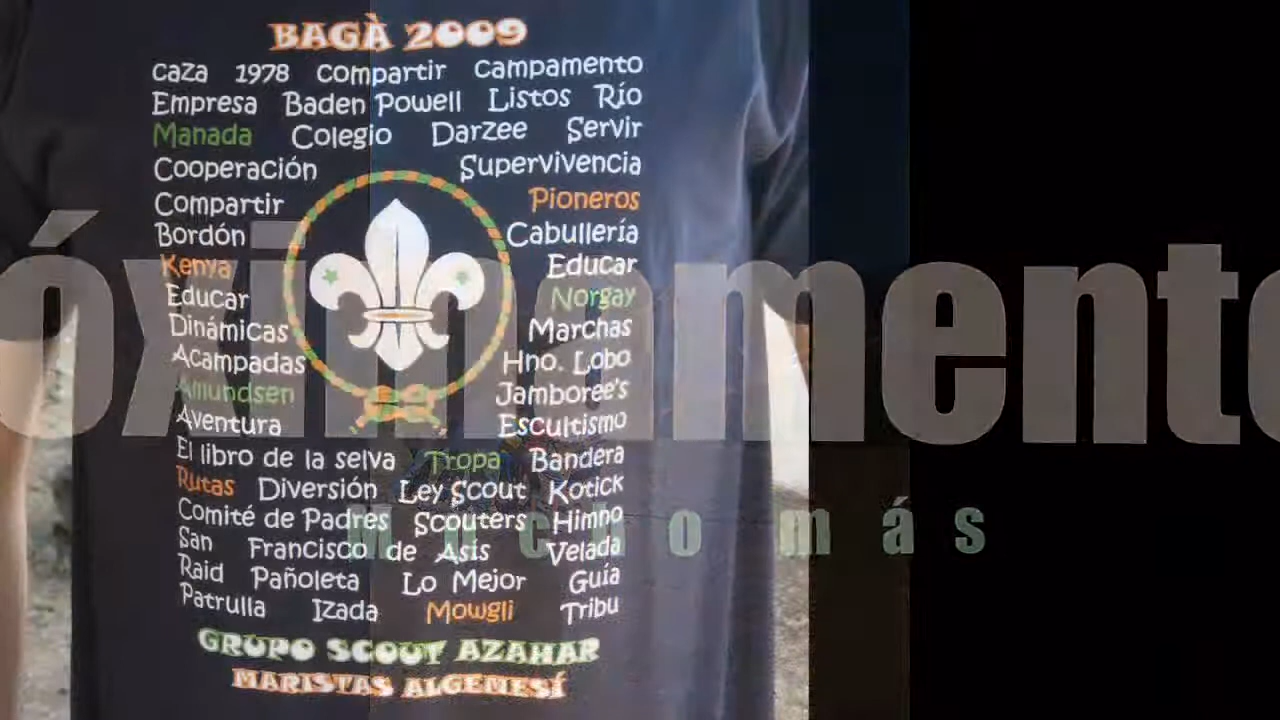 BAGÀ 2009
caza 1978 compartir campamento
Empresa Baden Powell Listos Río
Manada Colegio Darzee Servir
Cooperación Supervivencia
Compartir Pioneros
Bordón Cabullería
Kenya Educar
Educar Norgay
Dinámicas Marchas
Acampadas Hno. Lobo
Amundsen Jamboree's
Aventura Escultismo
El libro de la selva Tropa Bandera
Rutas Diversión Ley Scout Kotick
Comité de Padres Scouters Himno
San Francisco de Asis Velada
Raid Pañoleta Lo Mejor Guía
Patrulla Izada Mowgli Tribu
GRUPO SCOUT AZAHAR
MARISTAS ALGEMESÍ
óximamente
Mucho más